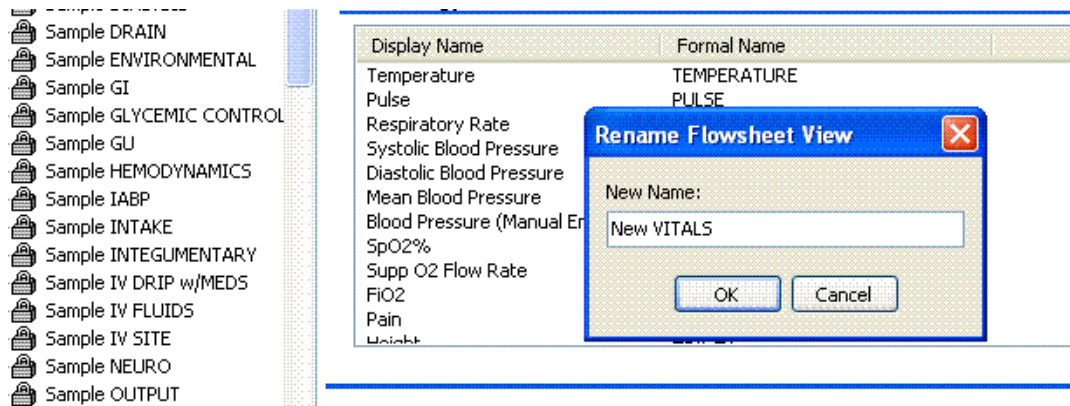 Sample DRAIN
Sample ENVIRONMENTAL
Sample GI
Sample GLYCEMIC CONTROL
Sample GU
Sample HEMODYNAMICS
Sample IABP
Sample INTAKE
Sample INTEGUMENTARY
Sample IV DRIP w/MEDS
Sample IV FLUIDS
Sample IV SITE
Sample NEURO
Sample OUTPUT
Display Name Formal Name
Temperature TEMPERATURE
Pulse PULSE
Respiratory Rate
Systolic Blood Pressure
Diastolic Blood Pressure
Mean Blood Pressure
Blood Pressure (Manual En
SpO2%
Supp O2 Flow Rate
FiO2
Pain
Height
Rename Flowsheet View
New Name:
New VITALS
OK Cancel